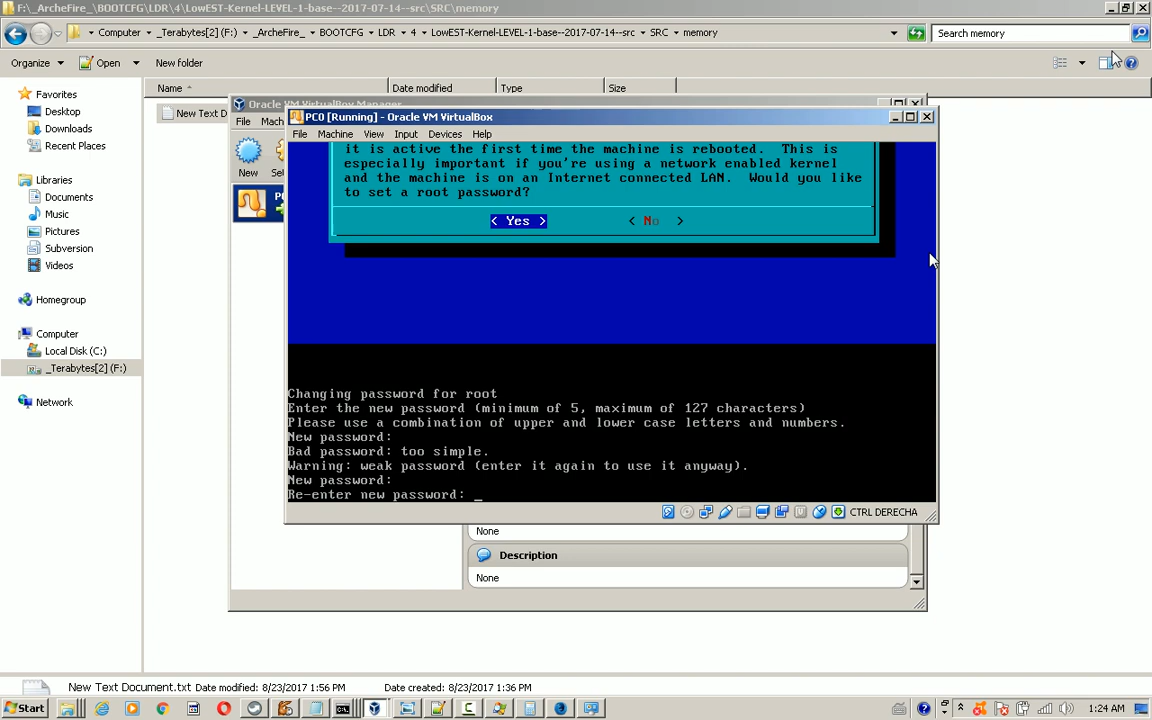 F:\_ArcheFire_\BOOTCFG\LDR\4\LowEST-Kernel-LEVEL-1-base--2017-07-14--src\SRC\memory
Computer
_Terabytes[2] (F:)
_ArcheFire_
BOOTCFG
LDR
4
LowEST-Kernel-LEVEL-1-base--2017-07-14--src
SRC
memory
Search memory
Organize
Open
New folder
Favorites
Desktop
Downloads
Recent Places
Libraries
Documents
Music
Pictures
Subversion
Videos
Homegroup
Computer
Local Disk (C:)
_Terabytes[2] (F:)
Network
Name
Date modified
Type
Size
New Text D
Oracle VM VirtualBox Manager
File
Mach
New
Set
PC
PC0 [Running] - Oracle VM VirtualBox
File Machine View Input Devices Help
it is active the first time the machine is rebooted. This is
especially important if you're using a network enabled kernel
and the machine is on an Internet connected LAN. Would you like
to set a root password?
< Yes > < No >
Changing password for root
Enter the new password (minimum of 5, maximum of 127 characters)
Please use a combination of upper and lower case letters and numbers.
New password:
Bad password: too simple.
Warning: weak password (enter it again to use it anyway).
New password:
Re-enter new password: _
CTRL DERECHA
None
Description
None
New Text Document.txt Date modified: 8/23/2017 1:56 PM Date created: 8/23/2017 1:36 PM
Start
1:24 AM